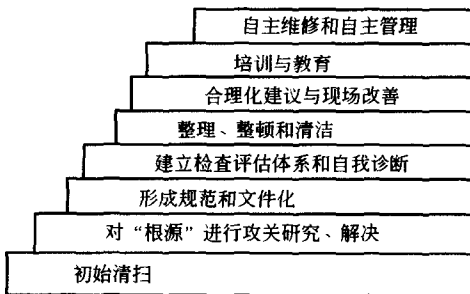 自主维修和自主管理
培训与教育
合理化建议与现场改善
整理、整顿和清洁
建立检查评估体系和自我诊断
形成规范和文件化
对“根源”进行攻关研究、解决
初始清扫